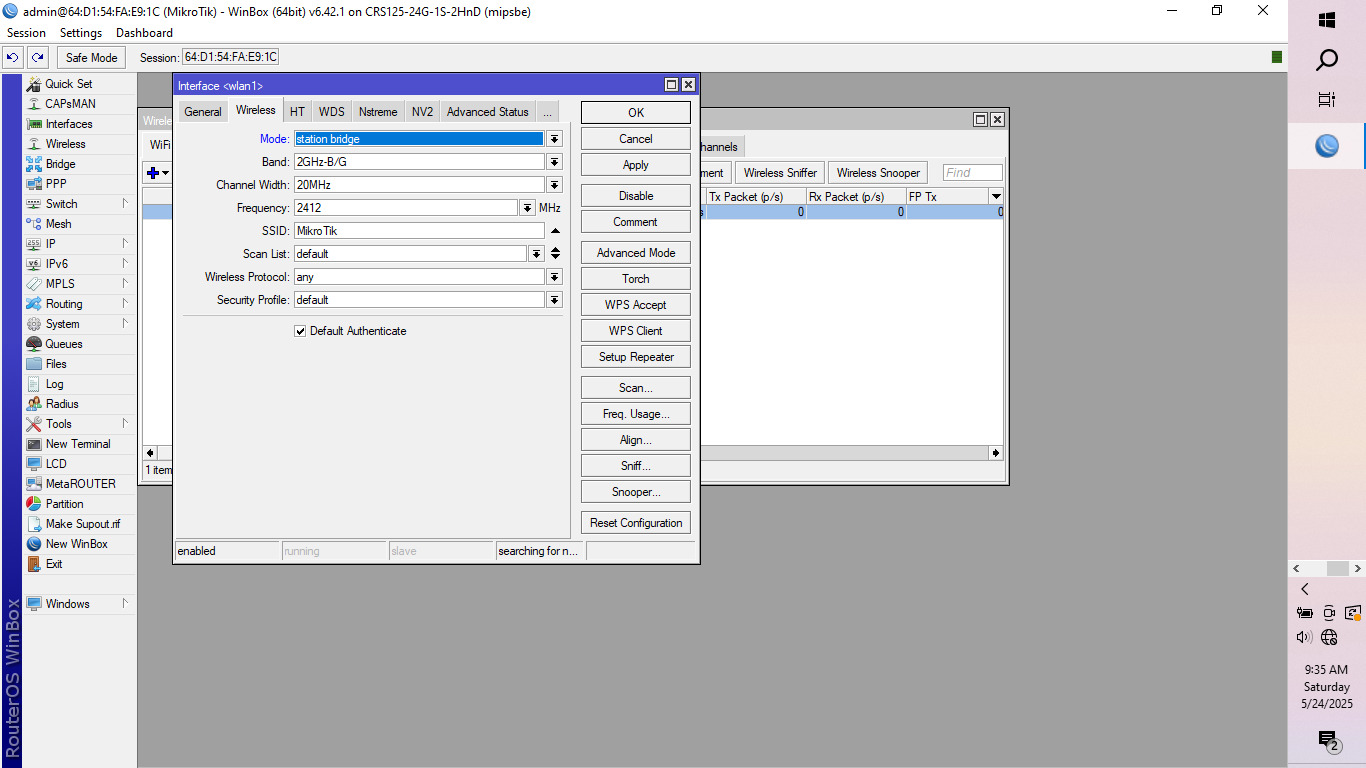 admin@64:D1:54:FA:E9:1C (MikroTik) - WinBox (64bit) v6.42.1 on CRS125-24G-1S-2HnD (mipsbe)
Session Settings Dashboard
Safe Mode Session: 64:D1:54:FA:E9:1C
Quick Set
CAPsMAN
Interfaces
Wireless
Bridge
PPP
Switch
Mesh
IP
IPv6
MPLS
Routing
System
Queues
Files
Log
Radius
Tools
New Terminal
LCD
MetaROUTER
Partition
Make Supout.rif
New WinBox
Exit
Windows
RouterOS WinBox
Wirele
WiFi
1 item
Interface <wlan1>
General Wireless HT WDS Nstreme NV2 Advanced Status ...
Mode: station bridge
Band: 2GHz-B/G
Channel Width: 20MHz
Frequency: 2412 MHz
SSID: MikroTik
Scan List: default
Wireless Protocol: any
Security Profile: default
Default Authenticate
OK
Cancel
Apply
Disable
Comment
Advanced Mode
Torch
WPS Accept
WPS Client
Setup Repeater
Scan...
Freq. Usage...
Align...
Sniff...
Snooper...
Reset Configuration
enabled running slave searching for n...
hannels
ment Wireless Sniffer Wireless Snooper Find
Tx Packet (p/s) Rx Packet (p/s) FP Tx
s 0 0 0
9:35 AM
Saturday
5/24/2025
2